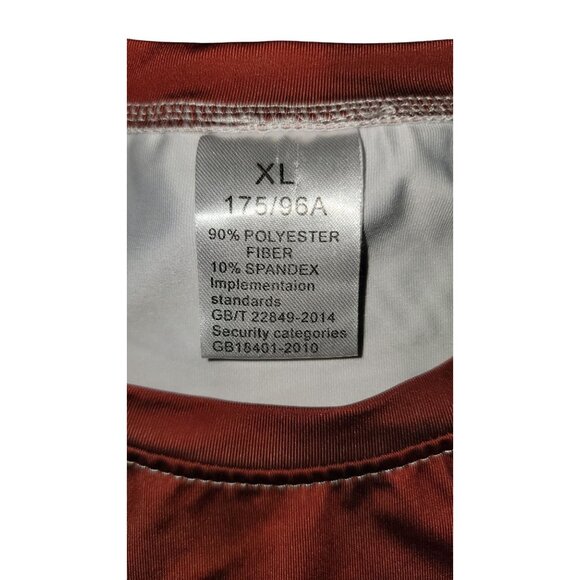 XL
175/96A
90% POLYESTER
FIBER
10% SPANDEX
Implementaion
standards
GB/T 22849-2014
Security categories
GB18401-2010